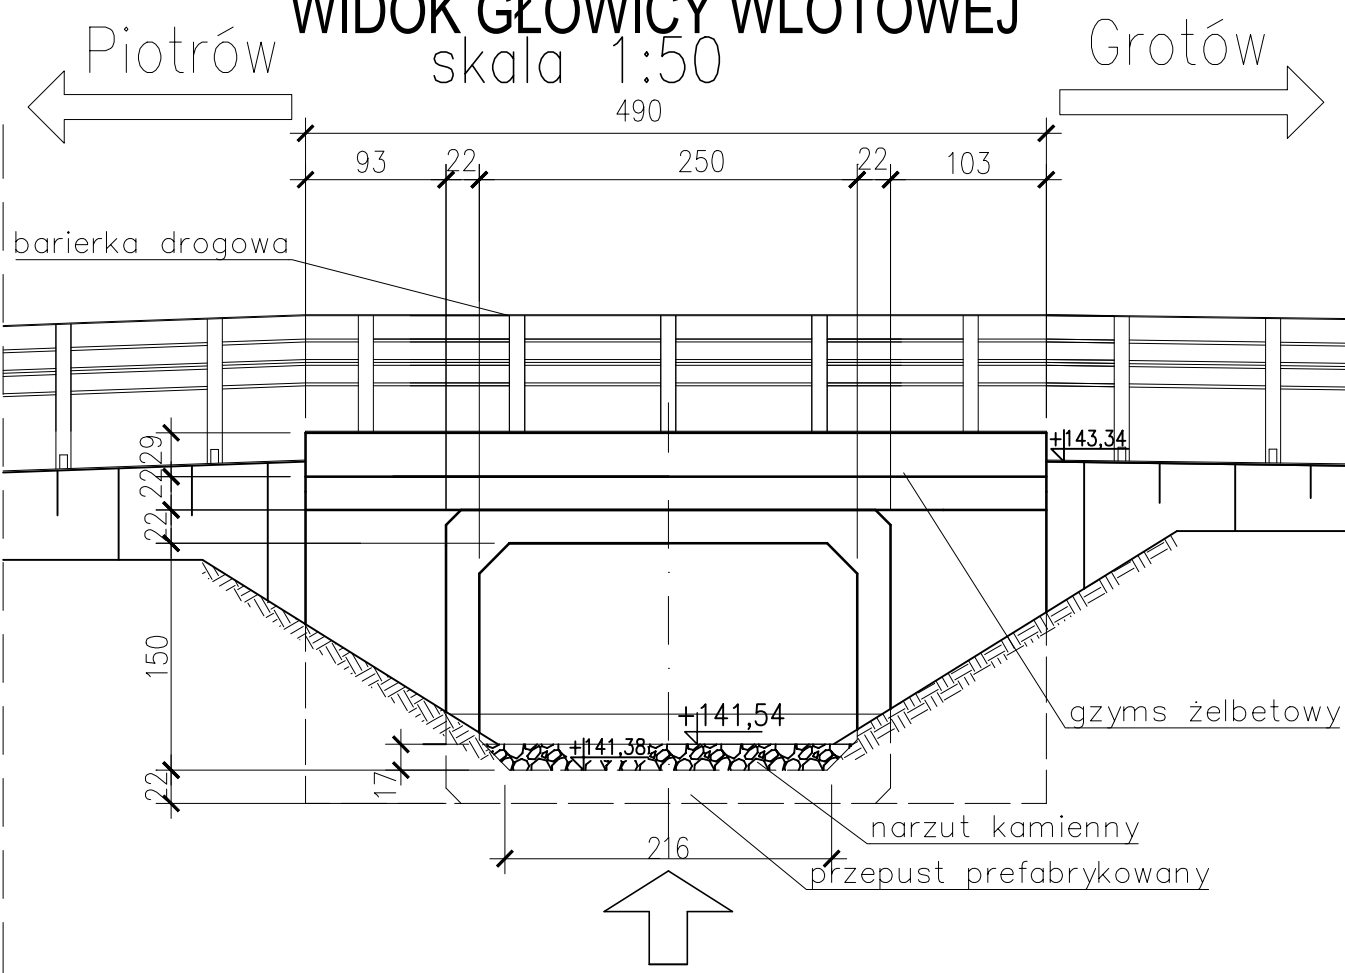 WIDOK GŁOWICY WLOTOWEJ
Piotrów
skala 1:50
Grotów
490
93
22
250
22
103
barierka drogowa
+143,34
29
22
22
150
22
17
+141,54
+141,38
gzyms żelbetowy
narzut kamienny
216
przepust prefabrykowany